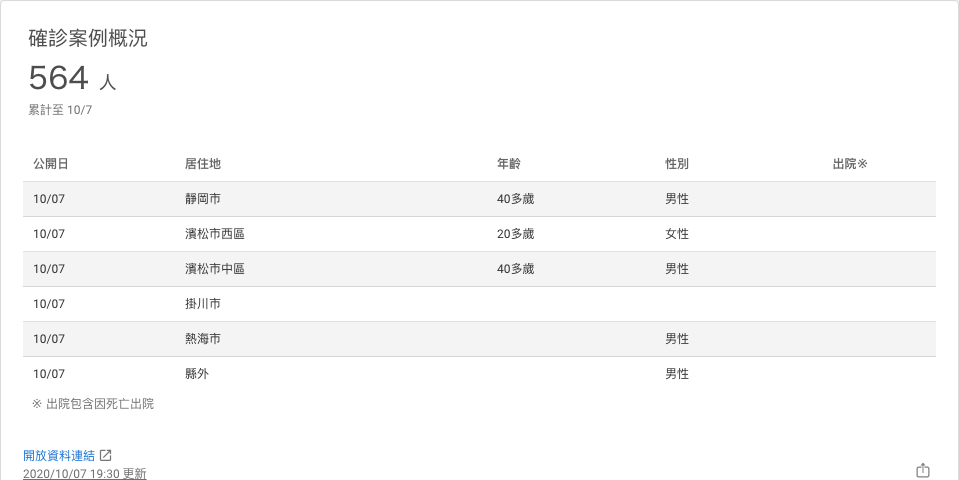 確診案例概況
564 人
累計至 10/7
公開日 居住地 年齡 性別 出院※
10/07 靜岡市 40多歲 男性
10/07 濱松市西區 20多歲 女性
10/07 濱松市中區 40多歲 男性
10/07 掛川市
10/07 熱海市 男性
10/07 縣外 男性
※ 出院包含因死亡出院
開放資料連結
2020/10/07 19:30 更新